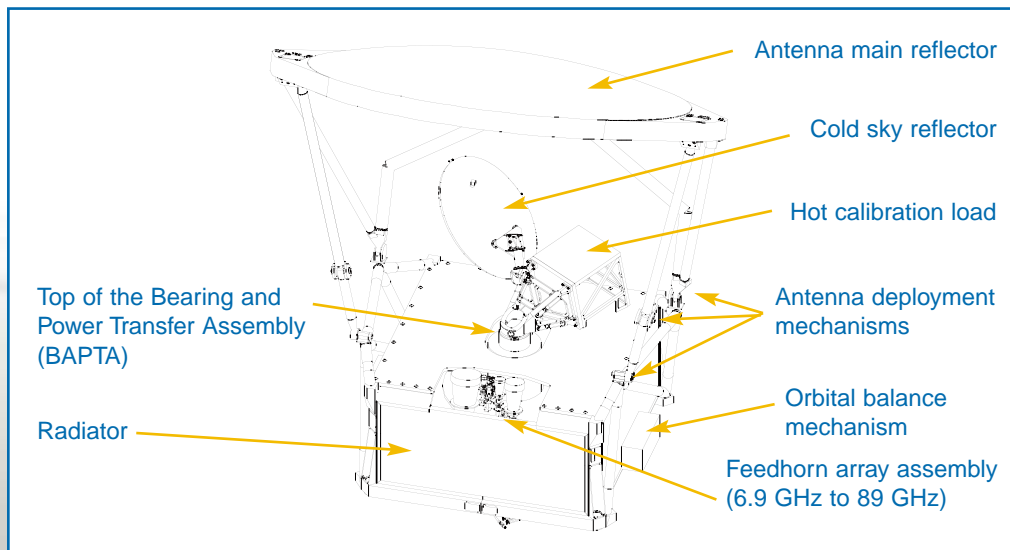 Antenna main reflector
Cold sky reflector
Hot calibration load
Top of the Bearing and
Power Transfer Assembly
(BAPTA)
Antenna deployment
mechanisms
Orbital balance
mechanism
Radiator
Feedhorn array assembly
(6.9 GHz to 89 GHz)